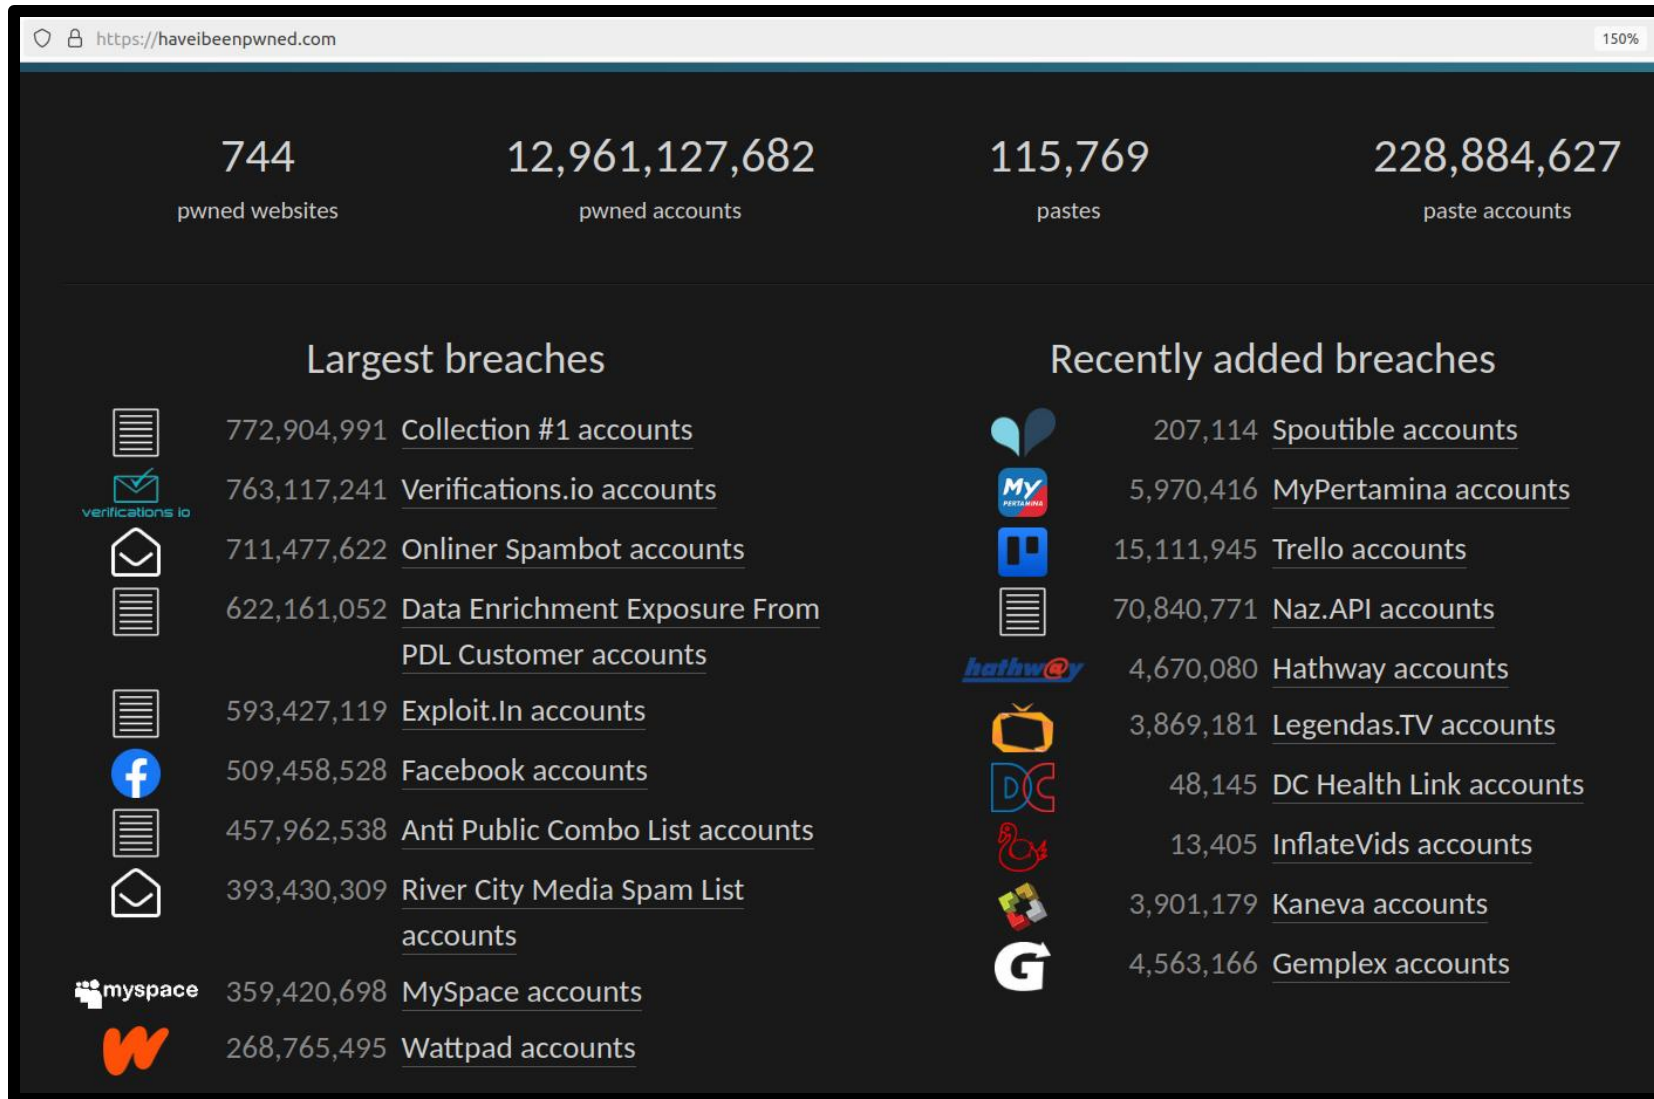 https://haveibeenpwned.com 150%
744 12,961,127,682 115,769 228,884,627
pwned websites pwned accounts pastes paste accounts
Largest breaches
772,904,991 Collection #1 accounts
verifications io
763,117,241 Verifications.io accounts
711,477,622 Onliner Spambot accounts
622,161,052 Data Enrichment Exposure From
PDL Customer accounts
593,427,119 Exploit.In accounts
509,458,528 Facebook accounts
457,962,538 Anti Public Combo List accounts
393,430,309 River City Media Spam List
accounts
myspace 359,420,698 MySpace accounts
268,765,495 Wattpad accounts
Recently added breaches
207,114 Spoutible accounts
My
PERTAMINA
5,970,416 MyPertamina accounts
15,111,945 Trello accounts
70,840,771 Naz.API accounts
hathw@y 4,670,080 Hathway accounts
3,869,181 Legendas.TV accounts
DC 48,145 DC Health Link accounts
13,405 InflateVids accounts
3,901,179 Kaneva accounts
G 4,563,166 Gemplex accounts